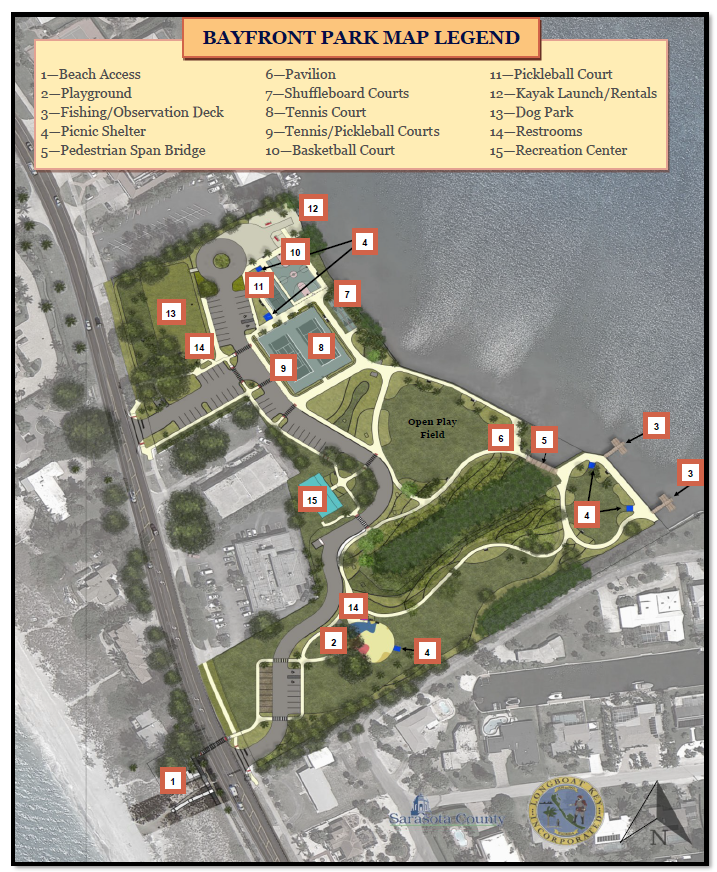 BAYFRONT PARK MAP LEGEND
1—Beach Access
2—Playground
3—Fishing/Observation Deck
4—Picnic Shelter
5—Pedestrian Span Bridge
6—Pavilion
7—Shuffleboard Courts
8—Tennis Court
9—Tennis/Pickleball Courts
10—Basketball Court
11—Pickleball Court
12—Kayak Launch/Rentals
13—Dog Park
14—Restrooms
15—Recreation Center
12
4
10
11
7
13
14
8
9
Open Play
Field
6
5
3
3
15
4
14
2
4
1
Sarasota County
LONGBOAT KEY
INCORPORATED
N